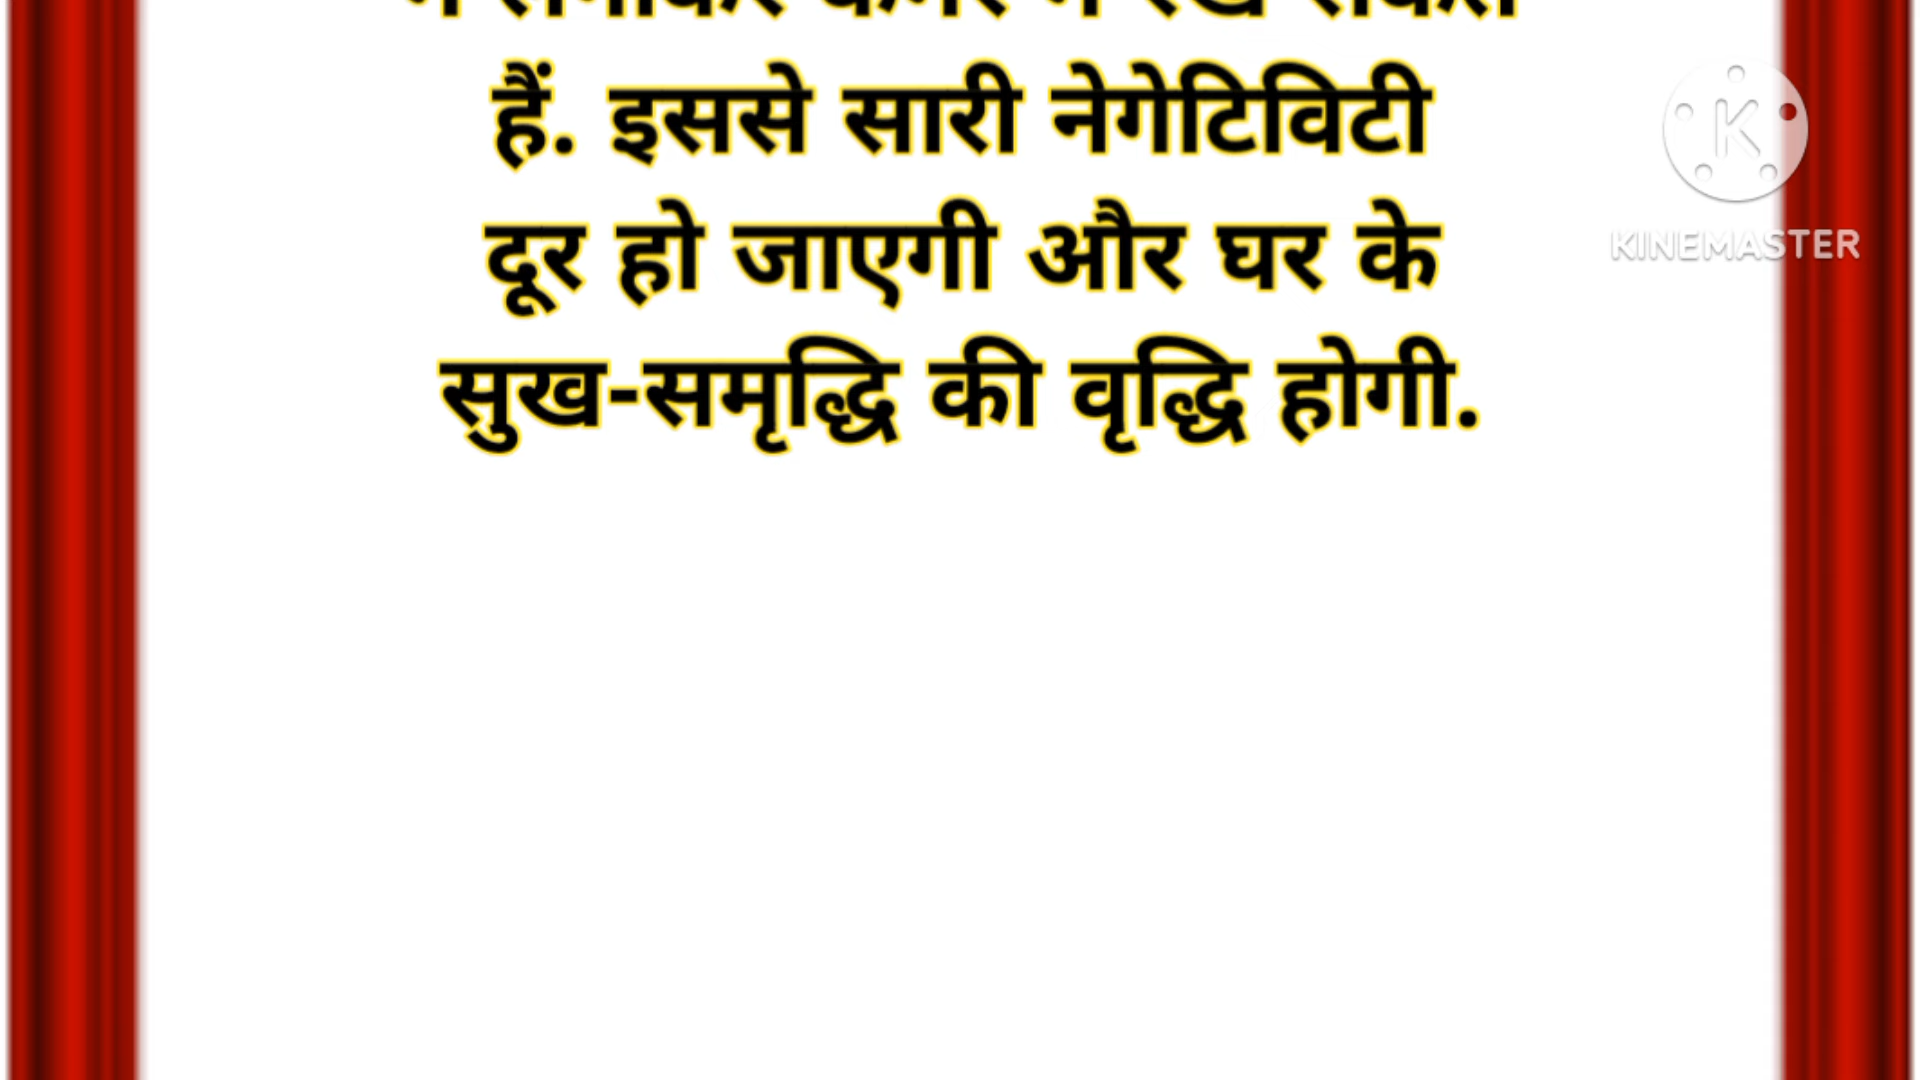 हैं. इससे सारी नेगेटिविटी
दूर हो जाएगी और घर के
सुख-समृद्धि की वृद्धि होगी.
K
KINEMASTER